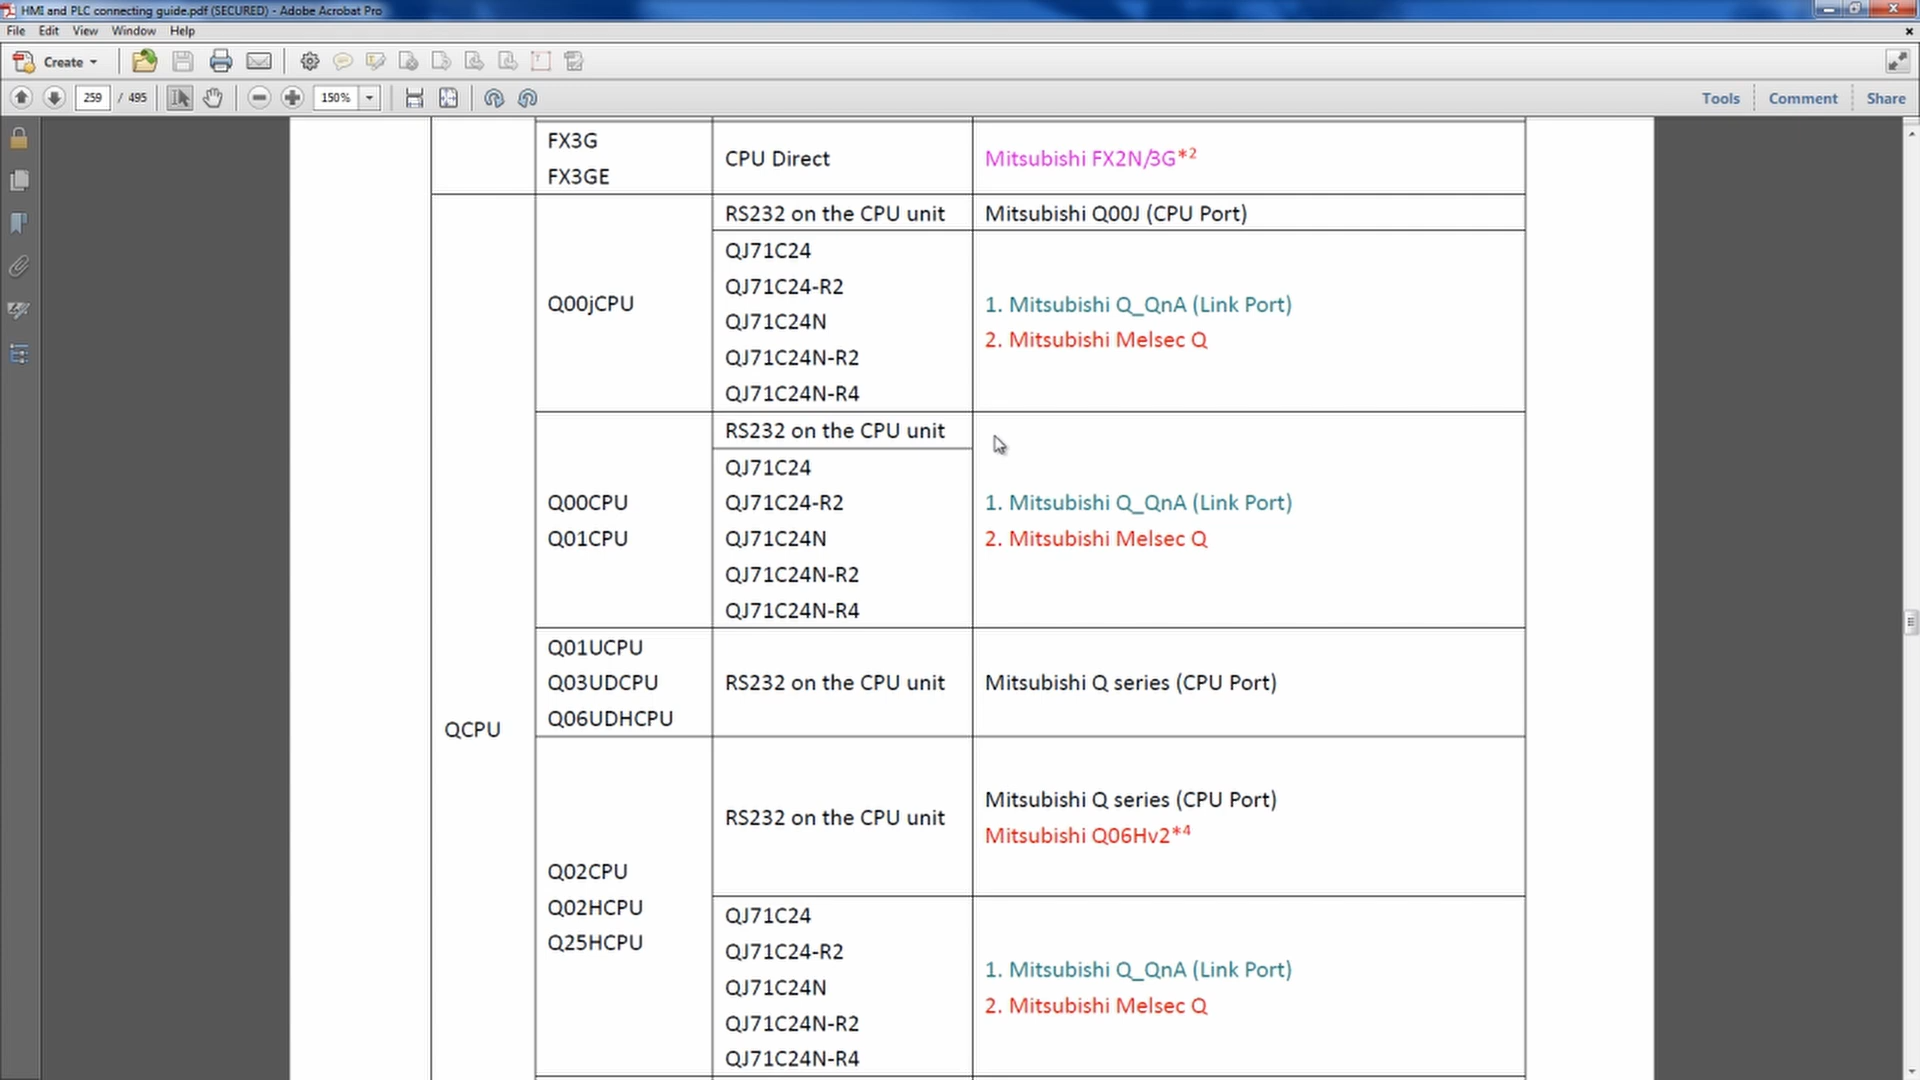 HMI and PLC connecting guide.pdf (SECURED) - Adobe Acrobat Pro
File Edit View Window Help
Create
259 / 495 150% Tools Comment Share
FX3G
FX3GE
CPU Direct
Mitsubishi FX2N/3G*2
QCPU
Q00jCPU
RS232 on the CPU unit
Mitsubishi Q00J (CPU Port)
QJ71C24
QJ71C24-R2
QJ71C24N
QJ71C24N-R2
QJ71C24N-R4
1. Mitsubishi Q_QnA (Link Port)
2. Mitsubishi Melsec Q
Q00CPU
Q01CPU
RS232 on the CPU unit
QJ71C24
QJ71C24-R2
QJ71C24N
QJ71C24N-R2
QJ71C24N-R4
1. Mitsubishi Q_QnA (Link Port)
2. Mitsubishi Melsec Q
Q01UCPU
Q03UDCPU
Q06UDHCPU
RS232 on the CPU unit
Mitsubishi Q series (CPU Port)
Q02CPU
Q02HCPU
Q25HCPU
RS232 on the CPU unit
Mitsubishi Q series (CPU Port)
Mitsubishi Q06Hv2*4
QJ71C24
QJ71C24-R2
QJ71C24N
QJ71C24N-R2
QJ71C24N-R4
1. Mitsubishi Q_QnA (Link Port)
2. Mitsubishi Melsec Q